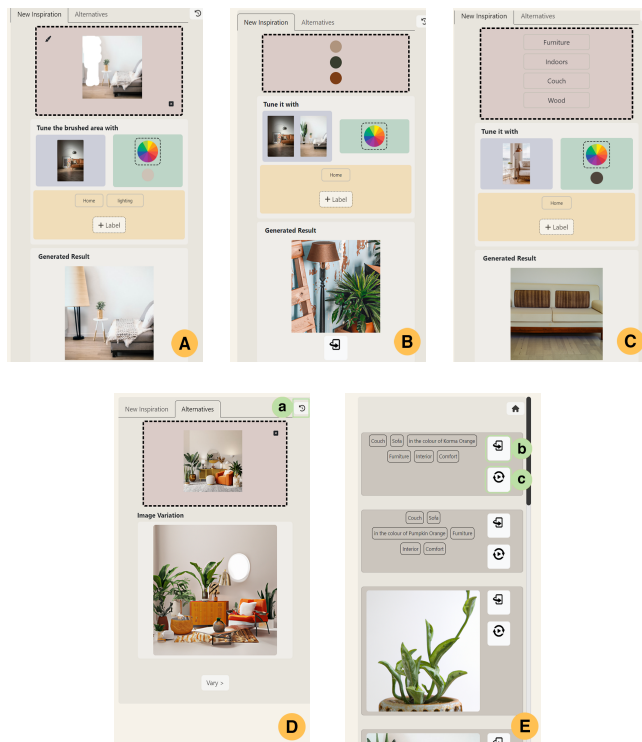 New Inspiration Alternatives
Tune the brushed area with
Home lighting
+ Label
Generated Result
A
New Inspiration Alternatives
Tune it with
Home
+ Label
Generated Result
B
New Inspiration Alternatives
Furniture
Indoors
Couch
Wood
Tune it with
Home
+ Label
Generated Result
C
New Inspiration Alternatives a
Image Variation
Vary >
D
Couch Sofa in the colour of Korma Orange
Furniture Interior Comfort
b
c
Couch Sofa
in the colour of Pumpkin Orange Furniture
Interior Comfort
E